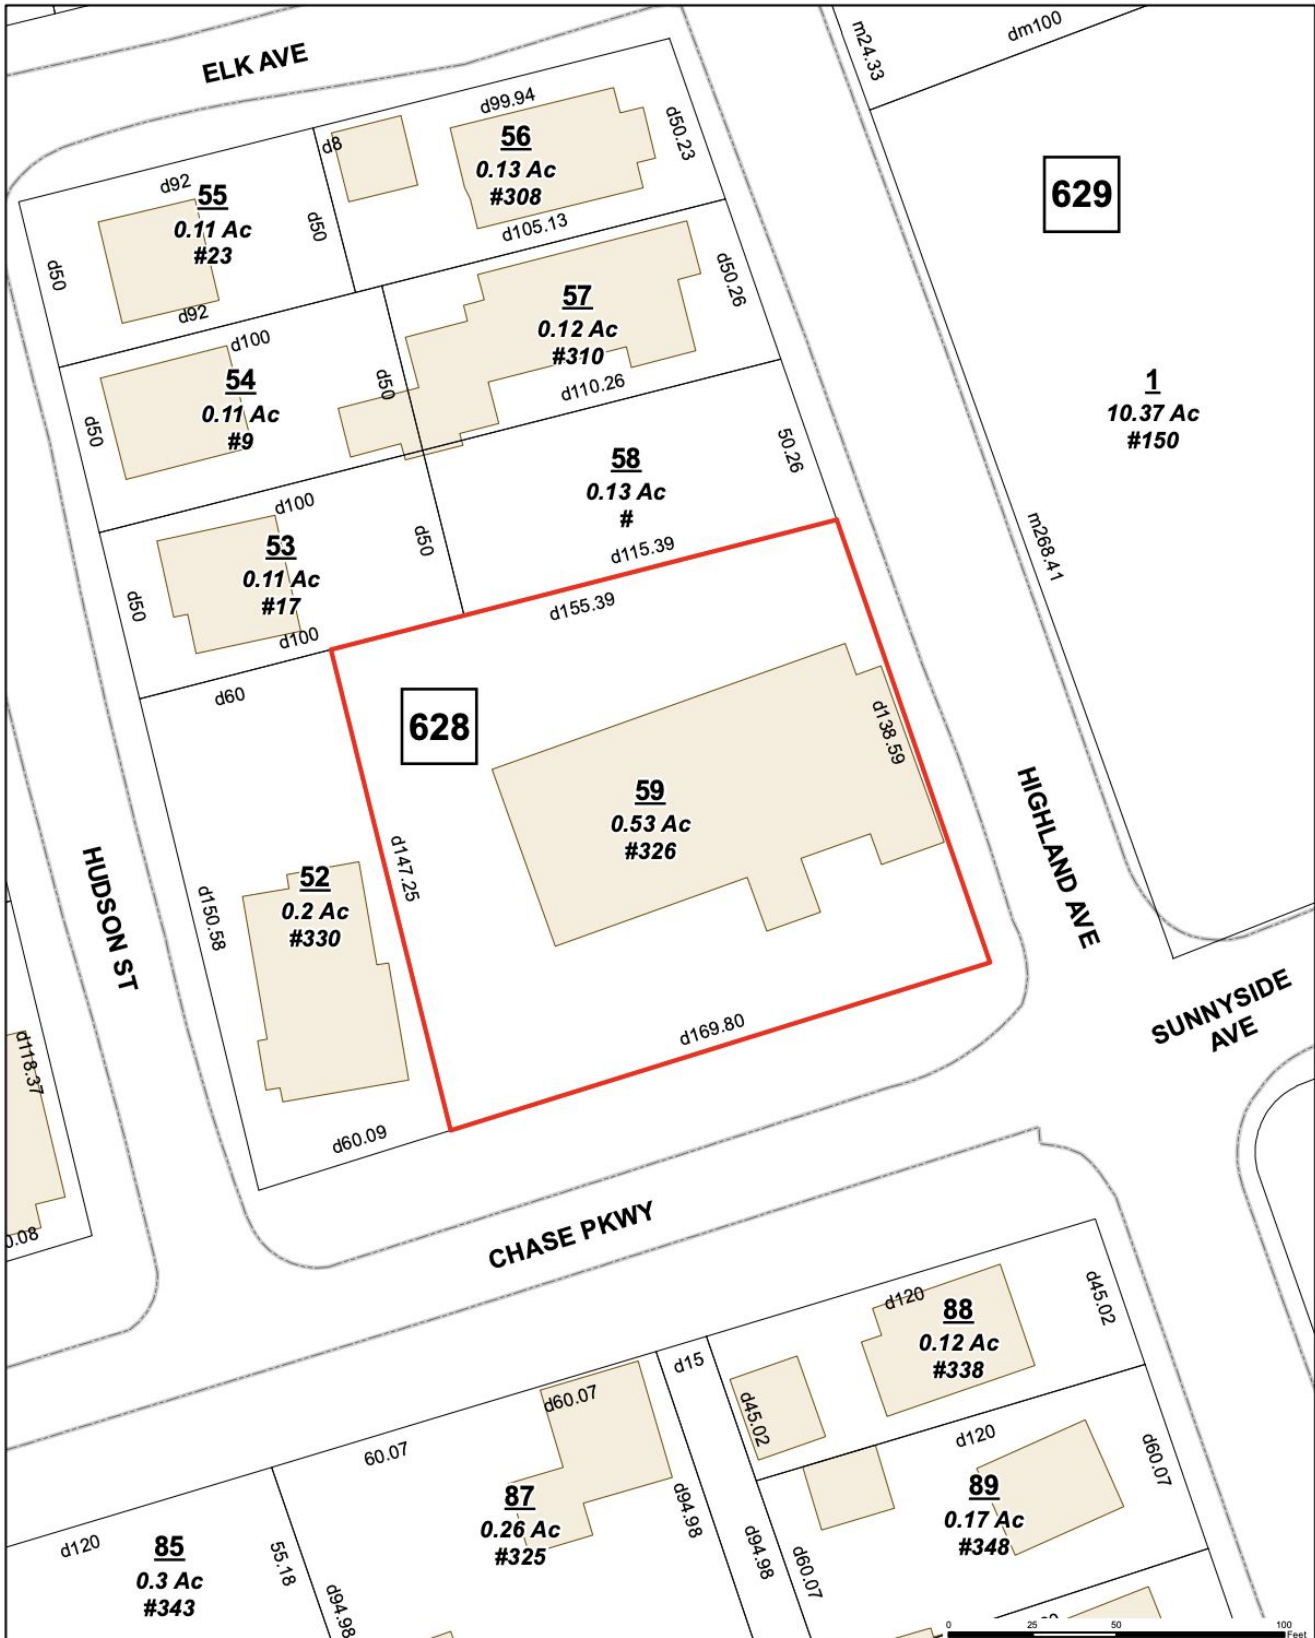 ELK AVE
m24.33
dm100
d99.94
d8
56
0.13 Ac
#308
d50.23
629
d92
55
0.11 Ac
#23
d50
d50
d105.13
d92
d50.26
57
0.12 Ac
#310
d100
54
0.11 Ac
#9
d50
d50
d110.26
1
10.37 Ac
#150
58
0.13 Ac
#
50.26
d100
53
0.11 Ac
#17
d50
d50
d115.39
d155.39
m268.41
d100
d60
628
d138.59
59
0.53 Ac
#326
HIGHLAND AVE
HUDSON ST
d147.25
52
0.2 Ac
#330
d150.58
d169.80
SUNNYSIDE
AVE
d118.37
d60.09
0.08
CHASE PKWY
d120
88
0.12 Ac
#338
d45.02
d15
d60.07
d45.02
60.07
d120
87
0.26 Ac
#325
d94.98
89
0.17 Ac
#348
d60.07
d120
85
0.3 Ac
#343
55.18
d94.98
d94.98
d60.07
0
25
50
100
Feet